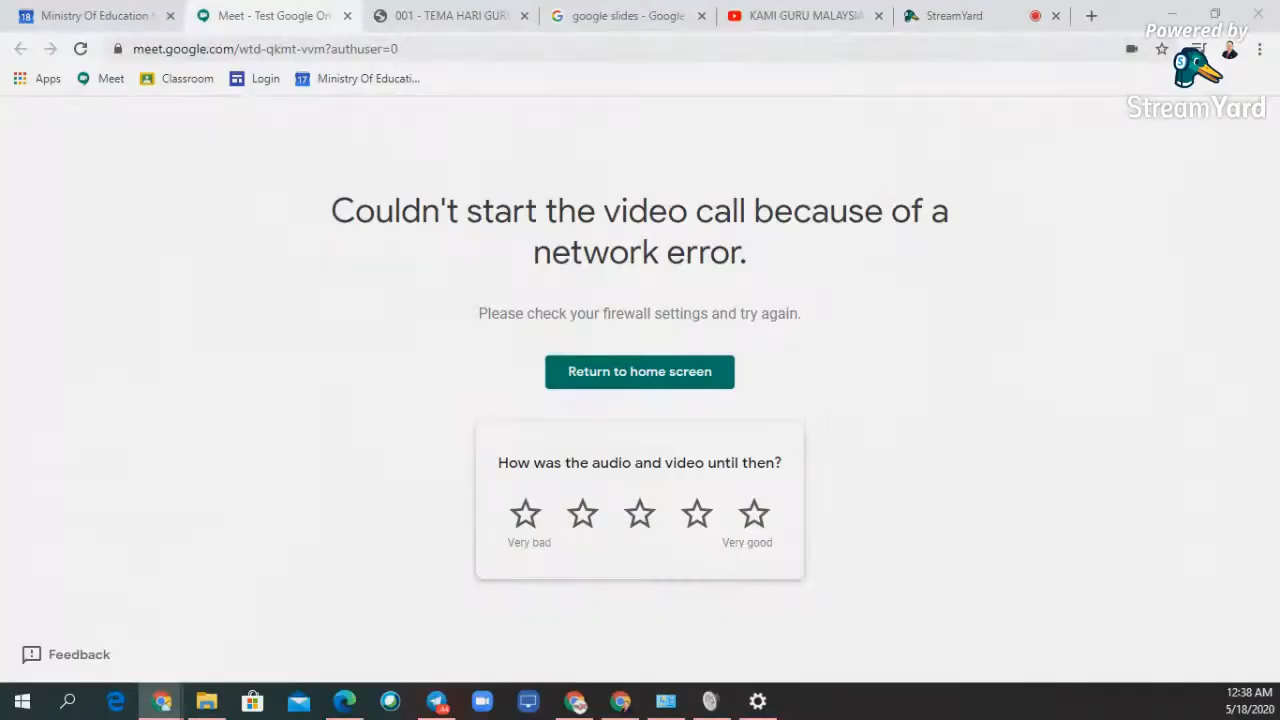 Ministry Of Education
Meet - Test Google On
001 - TEMA HARI GUR
google slides - Google
KAMI GURU MALAYSIA
StreamYard
meet.google.com/wtd-qkmt-vvm?authuser=0
Powered by
StreamYard
Apps
Meet
Classroom
17
Login
Ministry Of Educati...
Couldn't start the video call because of a
network error.
Please check your firewall settings and try again.
Return to home screen
How was the audio and video until then?
Very bad
Very good
Feedback
12:38 AM
5/18/2020